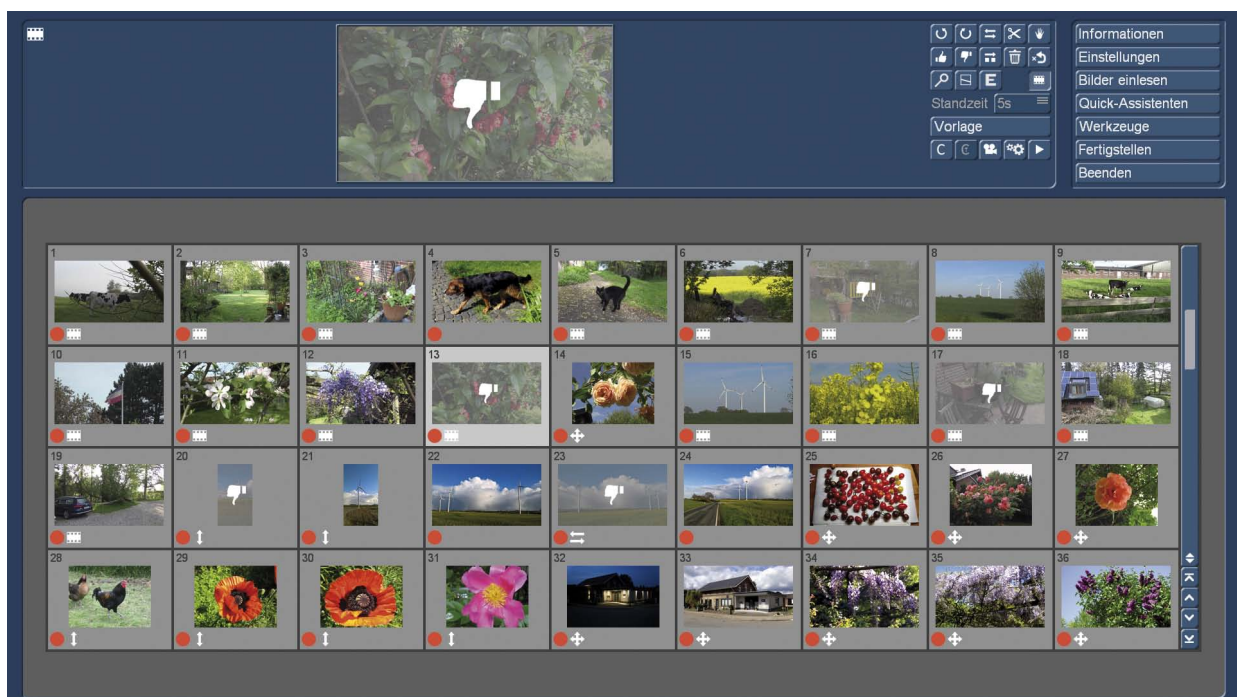 Informationen
Einstellungen
Bilder einlesen
E
Standzeit 5s
Quick-Assistenten
Vorlage
Werkzeuge
C C
Fertigstellen
Beenden
1 2 3 4 5 6 7 8 9
10 11 12 13 14 15 16 17 18
19 20 21 22 23 24 25 26 27
28 29 30 31 32 33 34 35 36